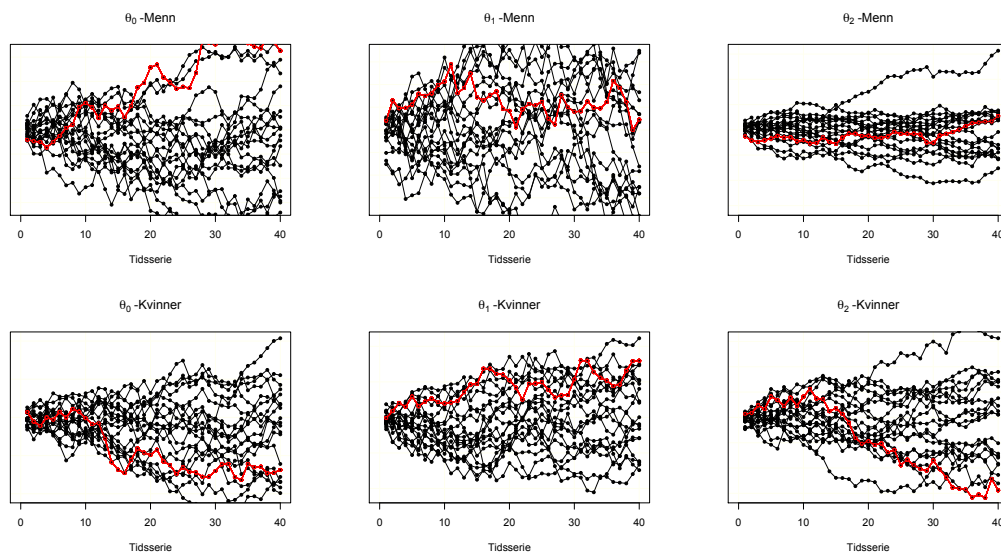 θ₀ -Menn
θ₁ -Menn
θ₂ -Menn
0 10 20 30 40
0 10 20 30 40
0 10 20 30 40
Tidsserie
Tidsserie
Tidsserie
θ₀ -Kvinner
θ₁ -Kvinner
θ₂ -Kvinner
0 10 20 30 40
0 10 20 30 40
0 10 20 30 40
Tidsserie
Tidsserie
Tidsserie